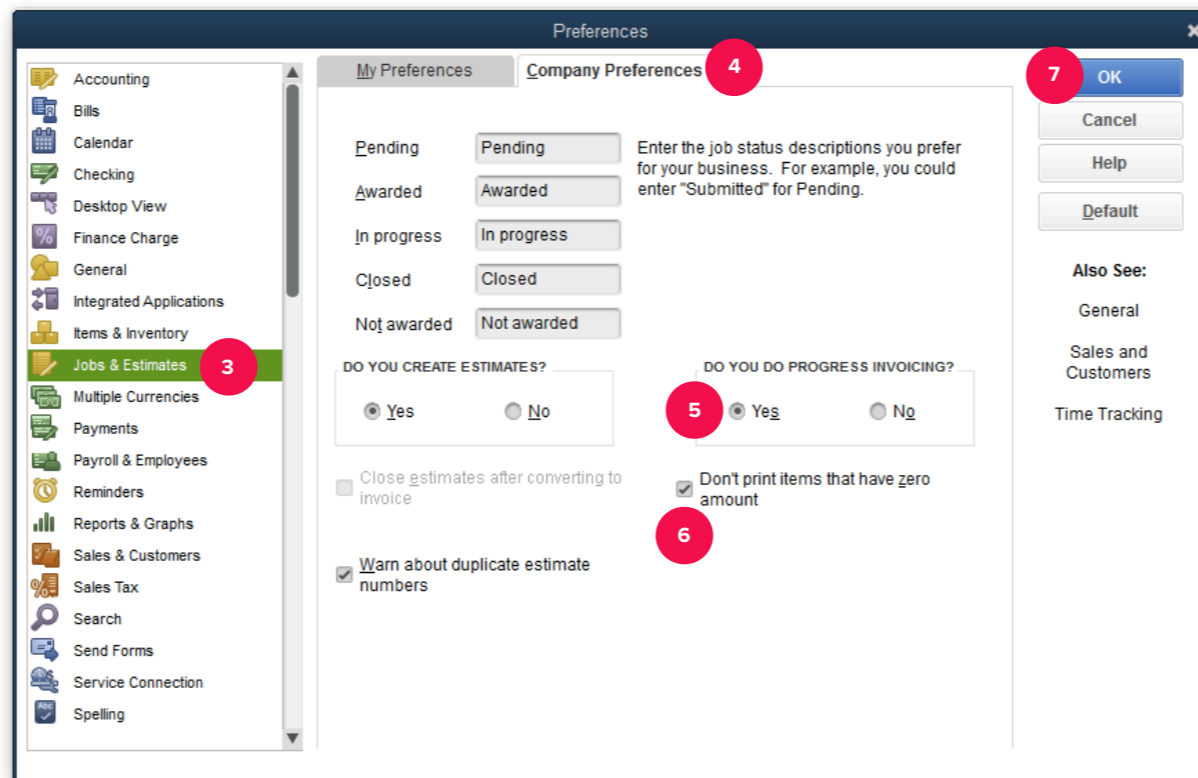 Preferences
My Preferences
Company Preferences
4
7
OK
Cancel
Help
Default
Also See:
General
Sales and
Customers
Time Tracking
Accounting
Bills
Calendar
Checking
Desktop View
%
Finance Charge
General
Integrated Applications
Items & Inventory
Jobs & Estimates
3
Multiple Currencies
Payments
Payroll & Employees
Reminders
Reports & Graphs
Sales & Customers
%
Sales Tax
Search
Send Forms
Service Connection
Abc
Spelling
Pending
Pending
Awarded
Awarded
In progress
In progress
Closed
Closed
Not awarded
Not awarded
Enter the job status descriptions you prefer
for your business. For example, you could
enter "Submitted" for Pending.
DO YOU CREATE ESTIMATES?
Yes
No
DO YOU DO PROGRESS INVOICING?
5
Yes
No
Close estimates after converting to
invoice
Don't print items that have zero
amount
6
Warn about duplicate estimate
numbers